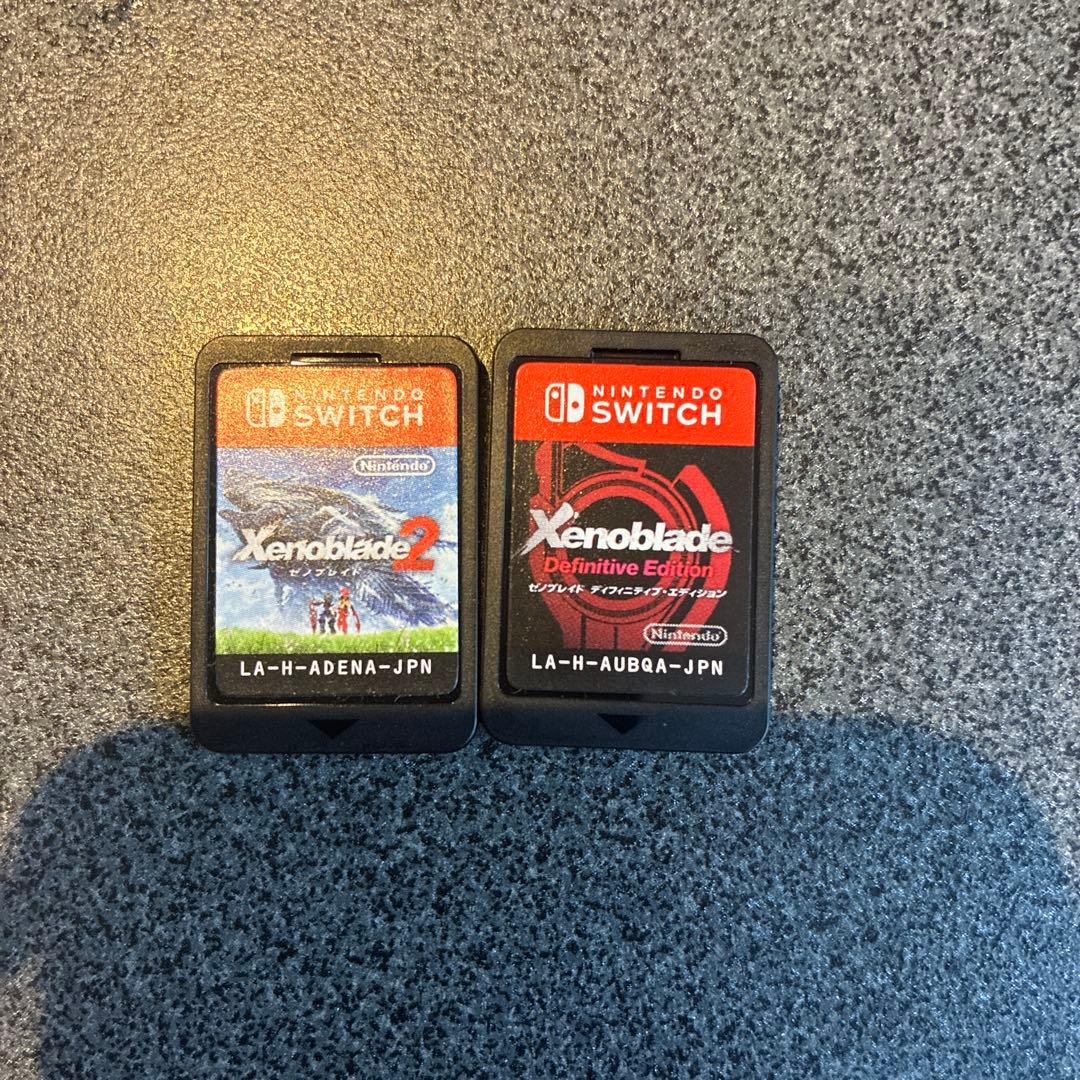 NINTENDO
SWITCH
Nintendo
Xenoblade2
ゼノブレイド
LA-H-ADENA-JPN
NINTENDO
SWITCH
Xenoblade
Definitive Edition
ゼノブレイド ディフィニティブ・エディション
Nintendo
LA-H-AUBQA-JPN